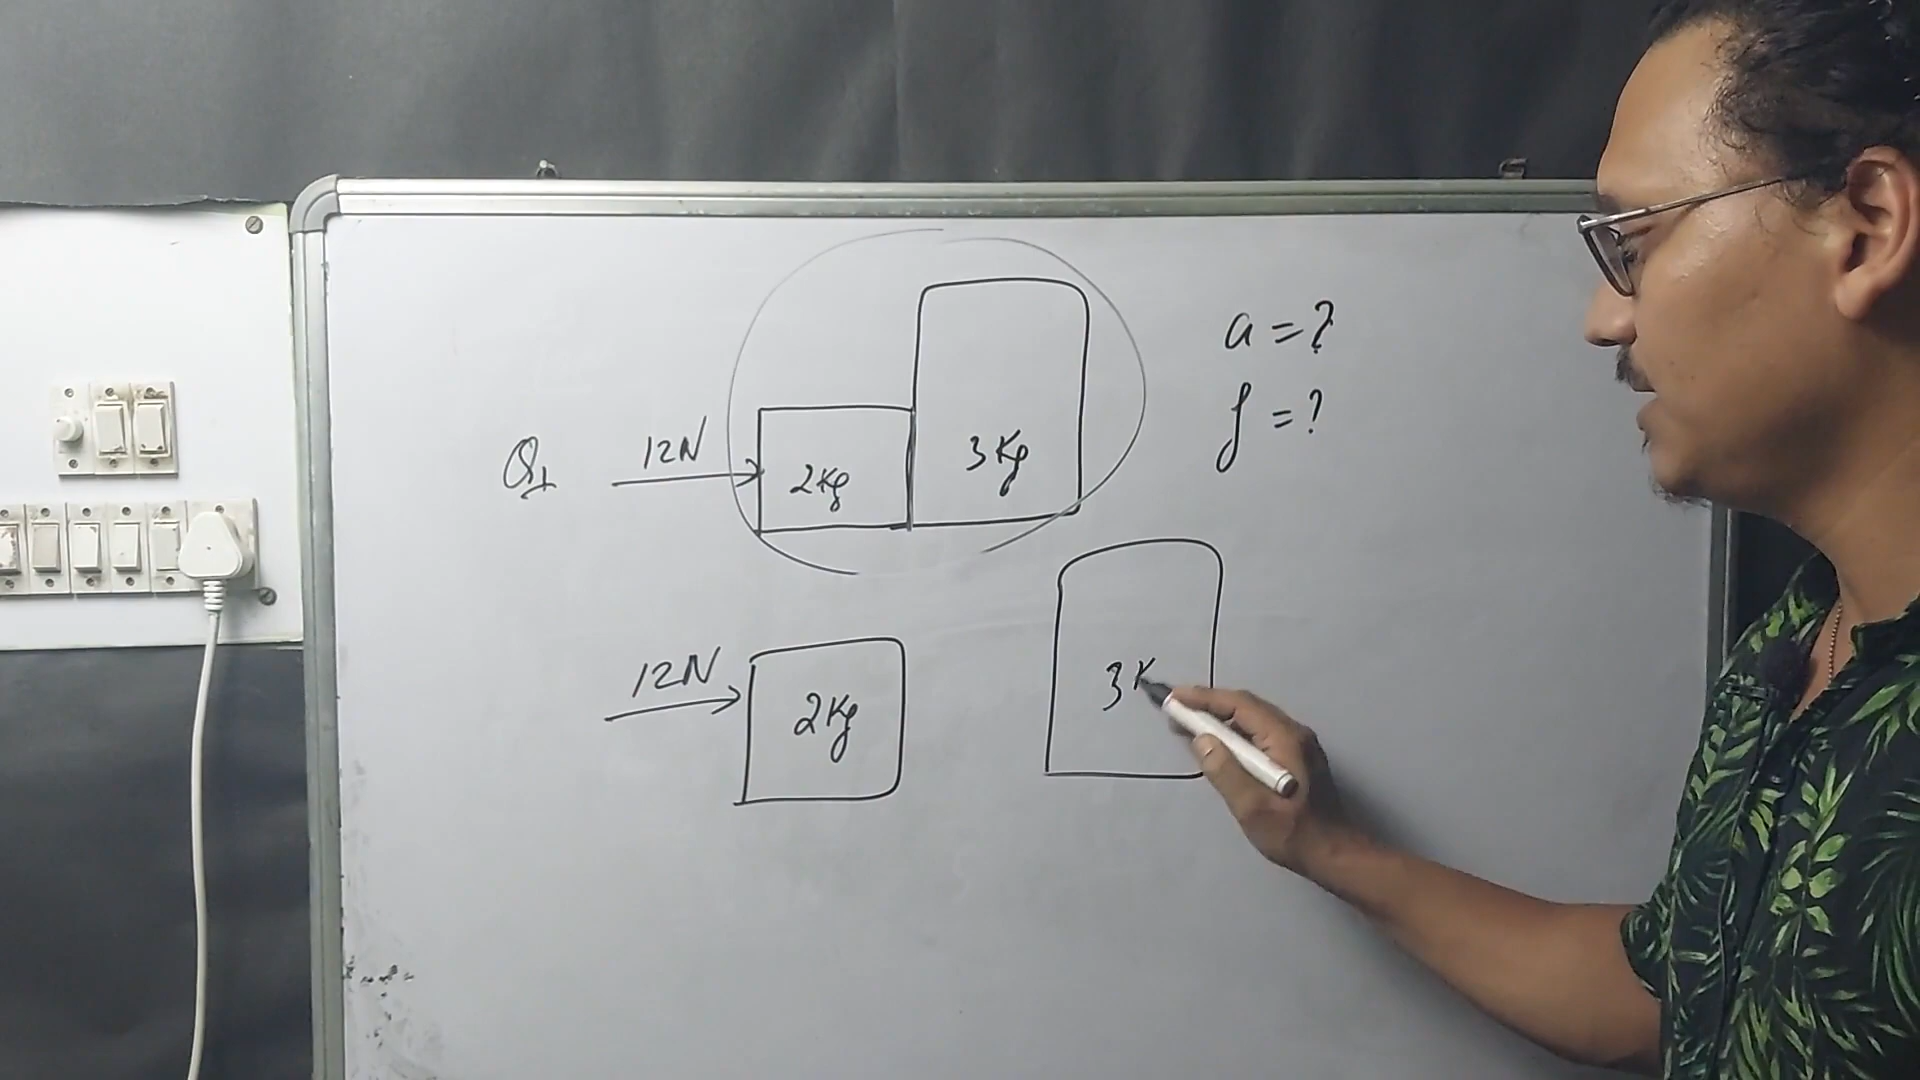 a = ?
f = ?
Q1 12N 2Kg 3Kg
12N 2Kg 3K